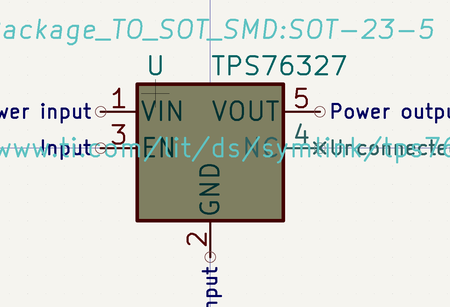 ackage_TO_SOT_SMD:SOT-23-5
U TPS76327
wer input 1 VIN VOUT 5 Power outpu
Input 3 EN NC 4 Unconnecte
www.ti.com/lit/ds/symlink/tps76
GND
2
nput